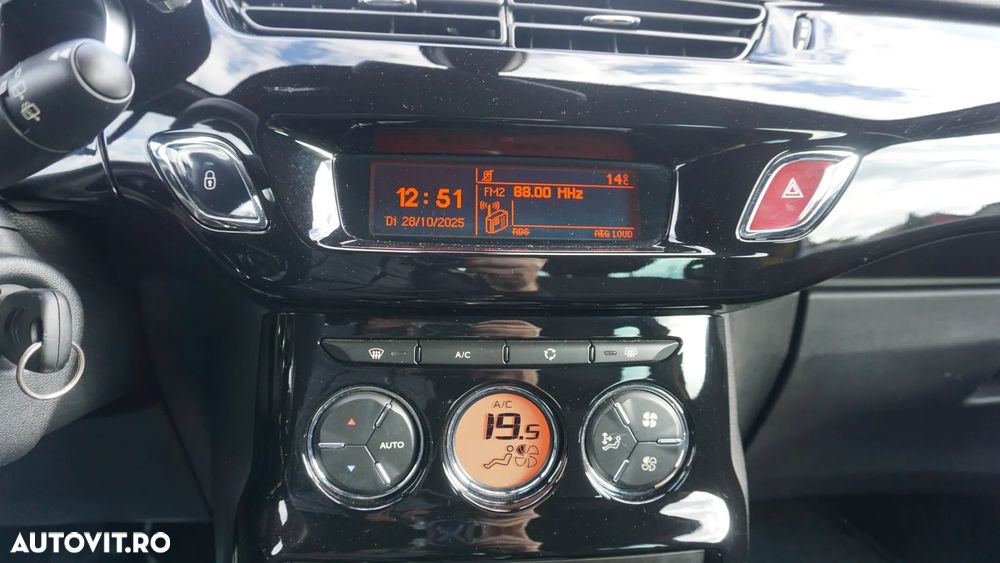 14°C
12:51
FM2 88.00 MHz
Di 28/10/2025
RDS REG LOUD
A/C
A/C
19.5
AUTO
AUTOVIT.RO